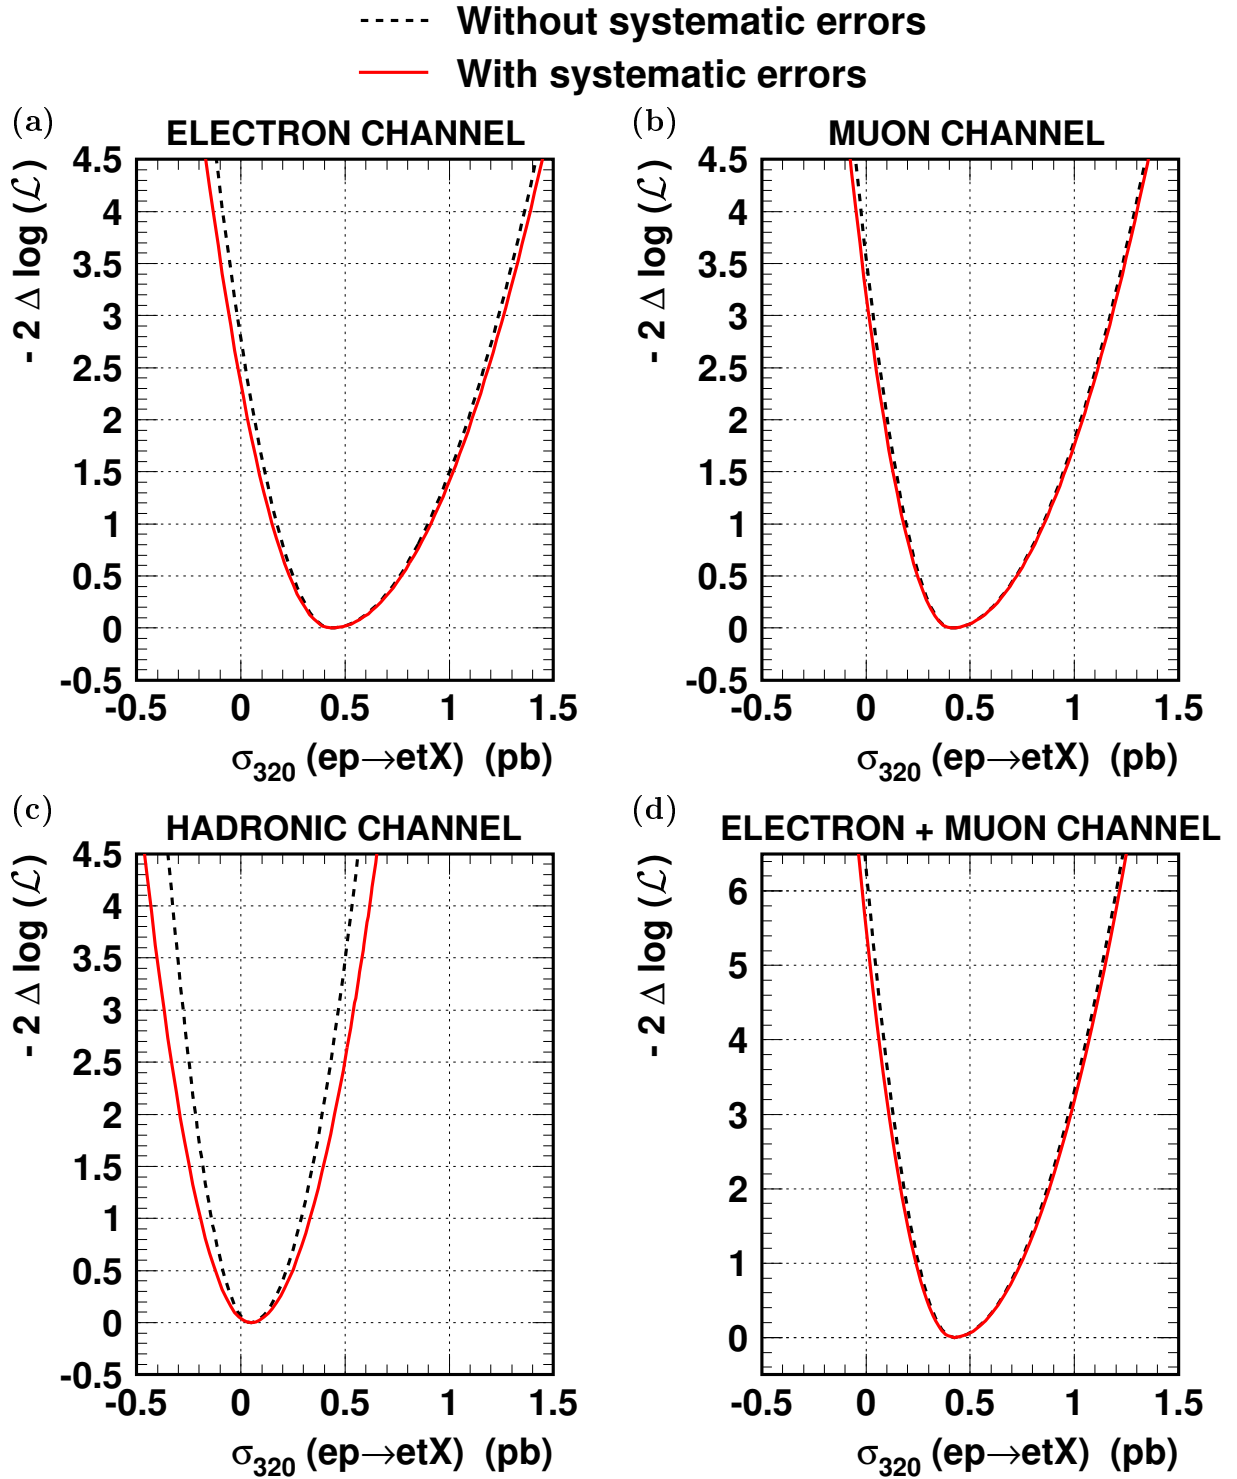 Without systematic errors
With systematic errors
(a)
ELECTRON CHANNEL
- 2 Δ log (ℒ)
4.5
4
3.5
3
2.5
2
1.5
1
0.5
0
-0.5
-0.5 0 0.5 1 1.5
σ320 (ep→etX) (pb)
(b)
MUON CHANNEL
- 2 Δ log (ℒ)
4.5
4
3.5
3
2.5
2
1.5
1
0.5
0
-0.5
-0.5 0 0.5 1 1.5
σ320 (ep→etX) (pb)
(c)
HADRONIC CHANNEL
- 2 Δ log (ℒ)
4.5
4
3.5
3
2.5
2
1.5
1
0.5
0
-0.5
-0.5 0 0.5 1 1.5
σ320 (ep→etX) (pb)
(d)
ELECTRON + MUON CHANNEL
- 2 Δ log (ℒ)
6
5
4
3
2
1
0
-0.5 0 0.5 1 1.5
σ320 (ep→etX) (pb)